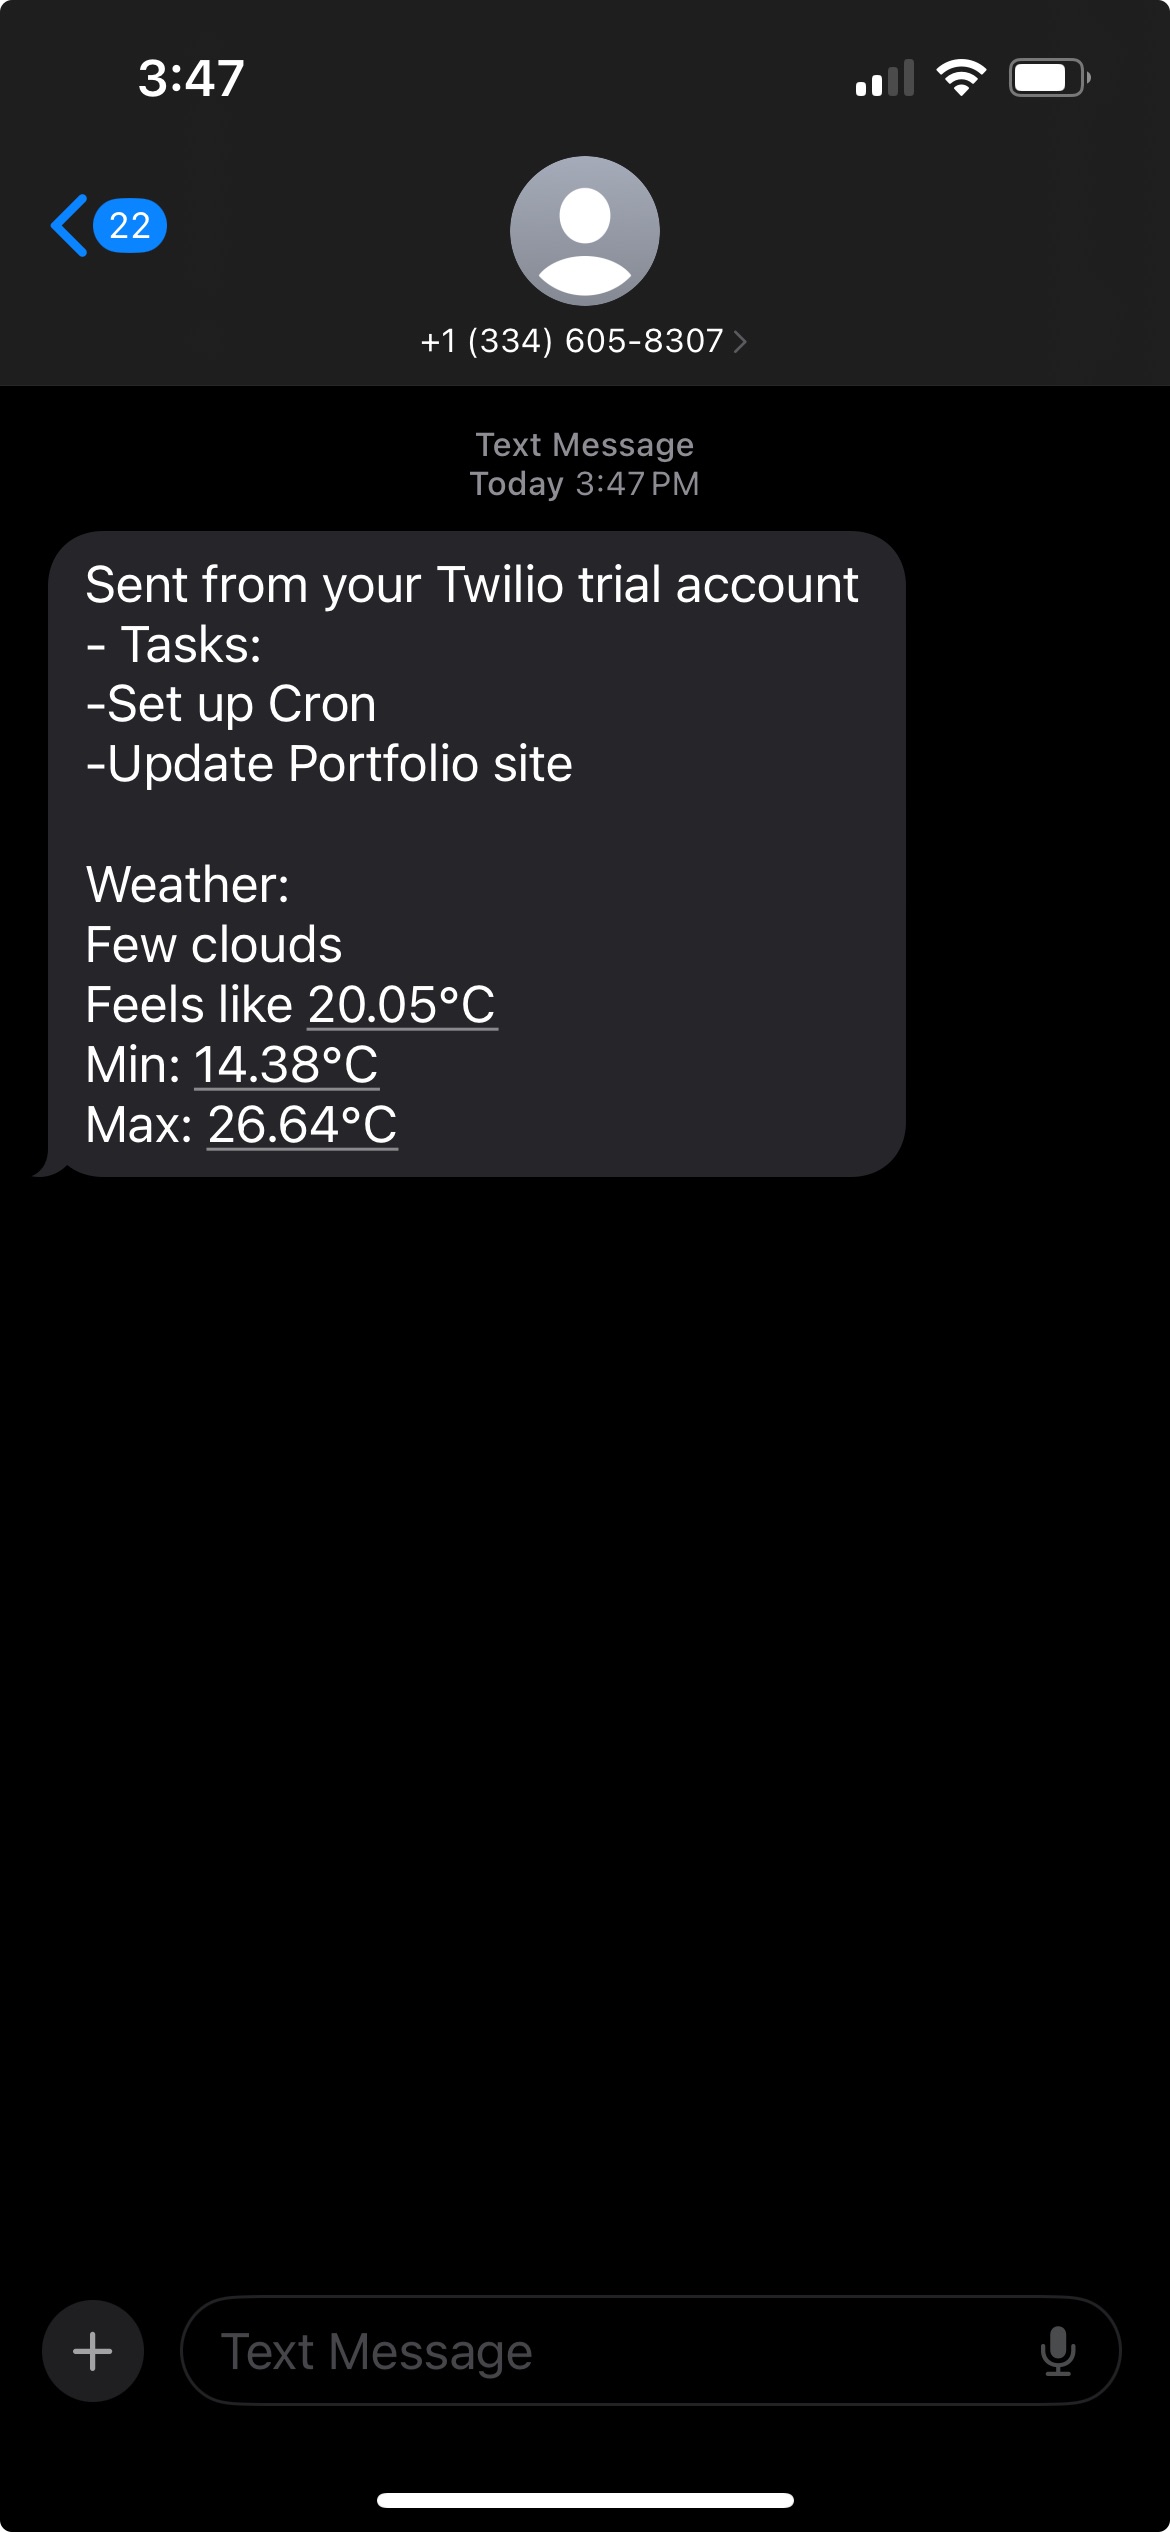 3:47
22
+1 (334) 605-8307
Text Message
Today 3:47 PM
Sent from your Twilio trial account
- Tasks:
-Set up Cron
-Update Portfolio site
Weather:
Few clouds
Feels like 20.05°C
Min: 14.38°C
Max: 26.64°C
Text Message